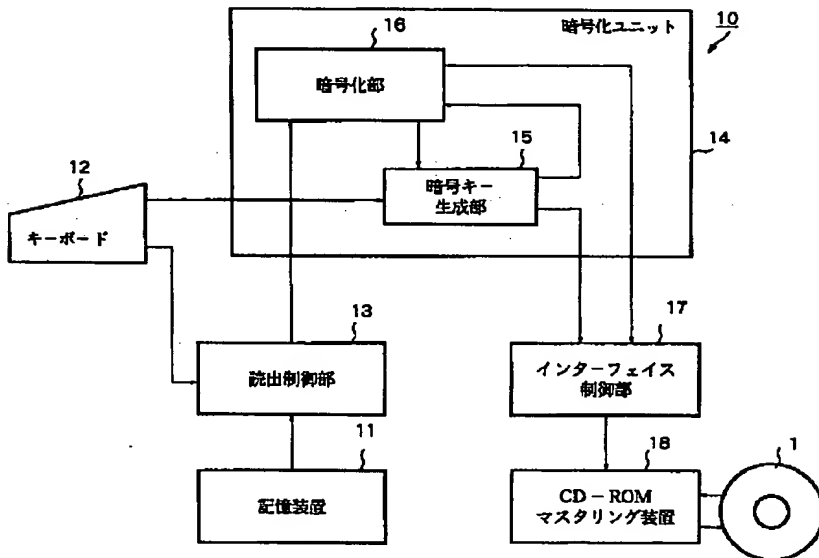 暗号化ユニット
10
16
暗号化部
14
15
暗号キー
生成部
12
キーボード
13
読出制御部
17
インターフェイス
制御部
11
記憶装置
18
CD-ROM
マスタリング装置
1